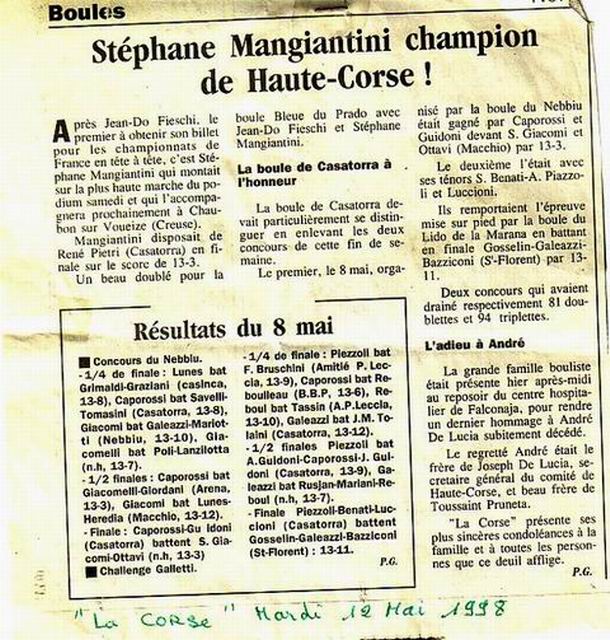 Boules
Stéphane Mangiantini champion
de Haute-Corse !
Après Jean-Do Fieschi, le
premier à obtenir son billet
pour les championnats de
France en tête à tête, c'est Sté-
phane Mangiantini qui montait
sur la plus haute marche du po-
dium samedi et qui l'accompa-
gnera prochainement à Chau-
bon sur Voueize (Creuse).
Mangiantini disposait de
René Pietri (Casatorra) en fi-
nale sur le score de 13-3.
Un beau doublé pour la
boule Bleue du Prado avec
Jean-Do Fieschi et Stéphane
Mangiantini.
La boule de Casatorra à
l'honneur
La boule de Casatorra de-
vait particulièrement se distin-
guer en enlevant les deux
concours de cette fin de se-
maine.
Le premier, le 8 mai, orga-
nisé par la boule du Nebbiu
était gagné par Caporossi et
Guidoni devant S. Giacomi et
Ottavi (Macchio) par 13-3.
Le deuxième l'était avec
ses ténors S. Benati-A. Piazzo-
li et Luccioni.
Ils remportaient l'épreuve
mise sur pied par la boule du
Lido de la Marana en battant
en finale Gosselin-Galeazzi-
Bazziconi (St-Florent) par 13-
11.
Deux concours qui avaient
drainé respectivement 81 dou-
blettes et 94 triplettes.
L'adieu à André
La grande famille bouliste
était présente hier après-midi
au reposoir du centre hospita-
lier de Falconaja, pour rendre
un dernier hommage à André
De Lucia subitement décédé.
Le regretté André était le
frère de Joseph De Lucia, se-
cretaire général du comité de
Haute-Corse, et beau frère de
Toussaint Pruneta.
"La Corse" présente ses
plus sincères condoléances à la
famille et à toutes les person-
nes que ce deuil afflige.
P.G.
Résultats du 8 mai
■ Concours du Nebbiu.
- 1/4 de finale : Lunes bat
Grimaldi-Graziani (casinca,
13-8), Caporossi bat Savelli-
Tomasini (Casatorra, 13-8),
Giacomi bat Galeazzi-Mariot-
ti (Nebbiu, 13-10), Gia-
comelli bat Poli-Lanzilotta
(n.h, 13-7).
- 1/2 finales : Caporossi bat
Giacomelli-Giordani (Arena,
13-3), Giacomi bat Lunes-
Heredia (Macchio, 13-12).
- Finale : Caporossi-Gu idoni
(Casatorra) battent S. Gia-
comi-Ottavi (n.h, 13-3)
■ Challenge Galletti.
- 1/4 de finale : Piezzoli bat
F. Bruschini (Amitié P. Lec-
cia, 13-9), Caporossi bat Re-
boulleau (B.B.P, 13-6), Re-
boul bat Tassin (A.P.Leccia,
13-10), Galeazzi bat J.M. To-
laini (Casatorra, 13-12).
- 1/2 finales Piezzoli bat
A.Guidoni-Caporossi-J. Gui-
doni (Casatorra, 13-9), Ga-
leazzi bat Rusjan-Mariani-Re-
boul (n.h, 13-7).
- Finale Piezzoli-Benati-Luc-
cioni (Casatorra) battent
Gosselin-Galeazzi-Bazziconi
(St-Florent) : 13-11.
P.G.
"La CORSE" Mardi 12 Mai 1998